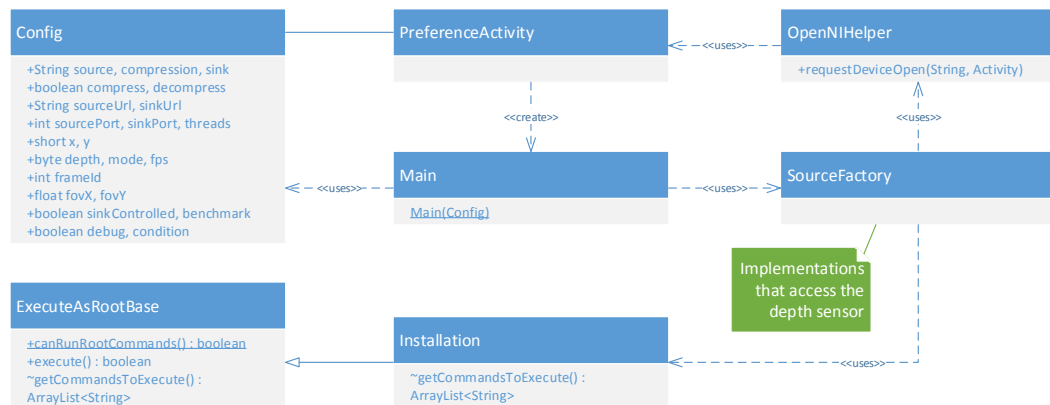 Config
+String source, compression, sink
+boolean compress, decompress
+String sourceUrl, sinkUrl
+int sourcePort, sinkPort, threads
+short x, y
+byte depth, mode, fps
+int frameId
+float fovX, fovY
+boolean sinkControlled, benchmark
+boolean debug, condition
PreferenceActivity
<<uses>>
OpenNIHelper
+requestDeviceOpen(String, Activity)
<<create>>
<<uses>>
<<uses>>
Main
Main(Config)
<<uses>>
SourceFactory
Implementations
that access the
depth sensor
ExecuteAsRootBase
+canRunRootCommands() : boolean
+execute() : boolean
~getCommandsToExecute() :
ArrayList<String>
Installation
~getCommandsToExecute() :
ArrayList<String>
<<uses>>